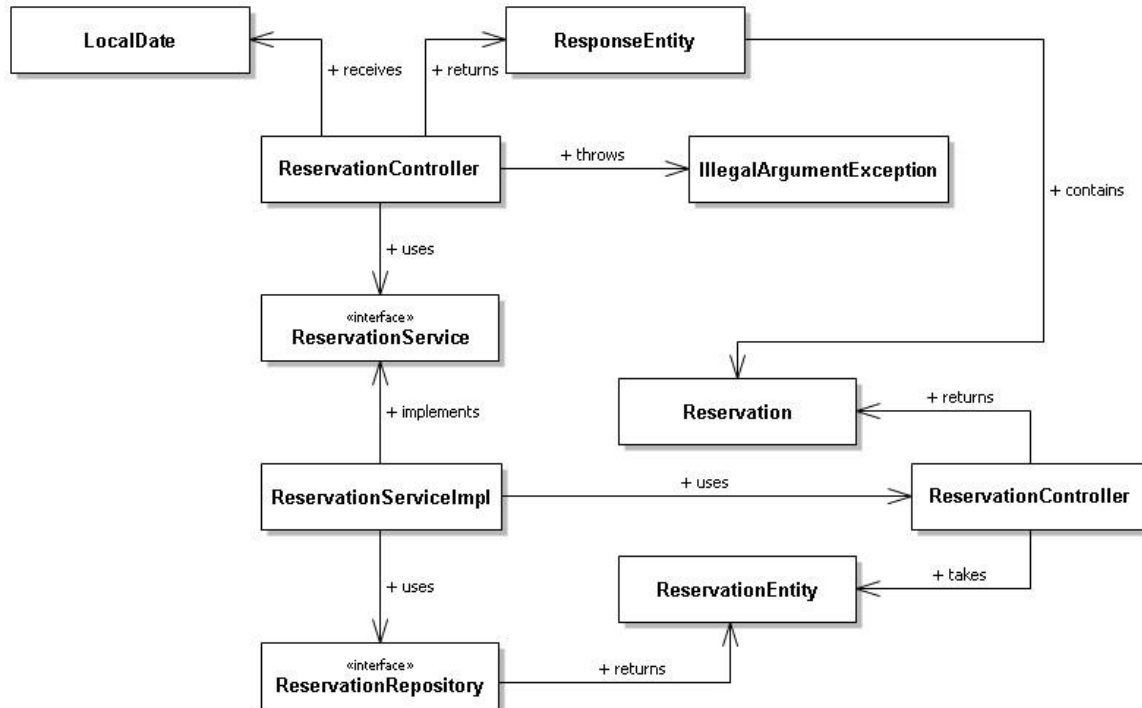 LocalDate
ResponseEntity
+ receives
+ returns
ReservationController
+ throws
IllegalArgumentException
+ contains
+ uses
«interface»
ReservationService
+ implements
Reservation
+ returns
ReservationServiceImpl
+ uses
ReservationController
+ uses
ReservationEntity
+ takes
«interface»
ReservationRepository
+ returns